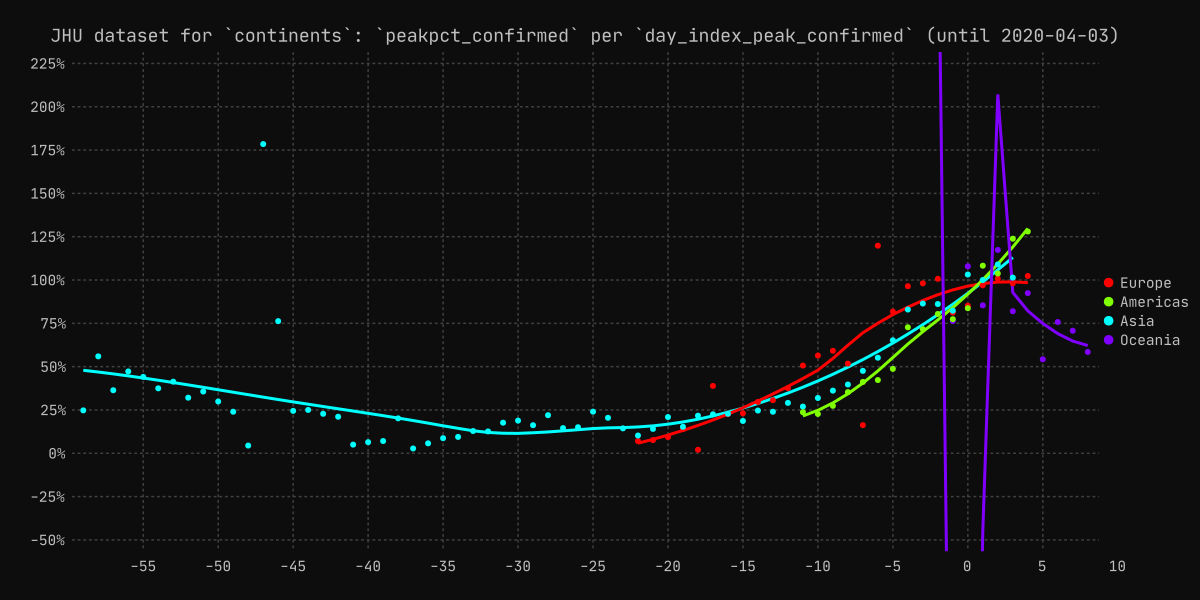 JHU dataset for `continents`: `peakpct_confirmed` per `day_index_peak_confirmed` (until 2020-04-03)
225%
200%
175%
150%
125%
100%
75%
50%
25%
0%
-25%
-50%
-55 -50 -45 -40 -35 -30 -25 -20 -15 -10 -5 0 5 10
Europe
Americas
Asia
Oceania